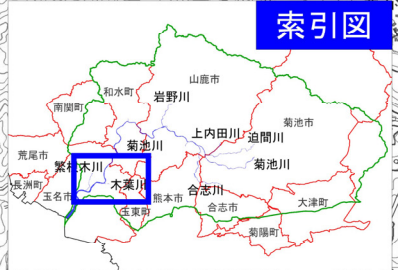 索引図
山鹿市
和水町
岩野川
南関町
上内田川
菊池市
迫間川
菊池川
荒尾市
繁根木川
菊池川
長洲町
木葉川
合志川
玉名市
熊本市
玉東町
合志市
大津町
菊陽町